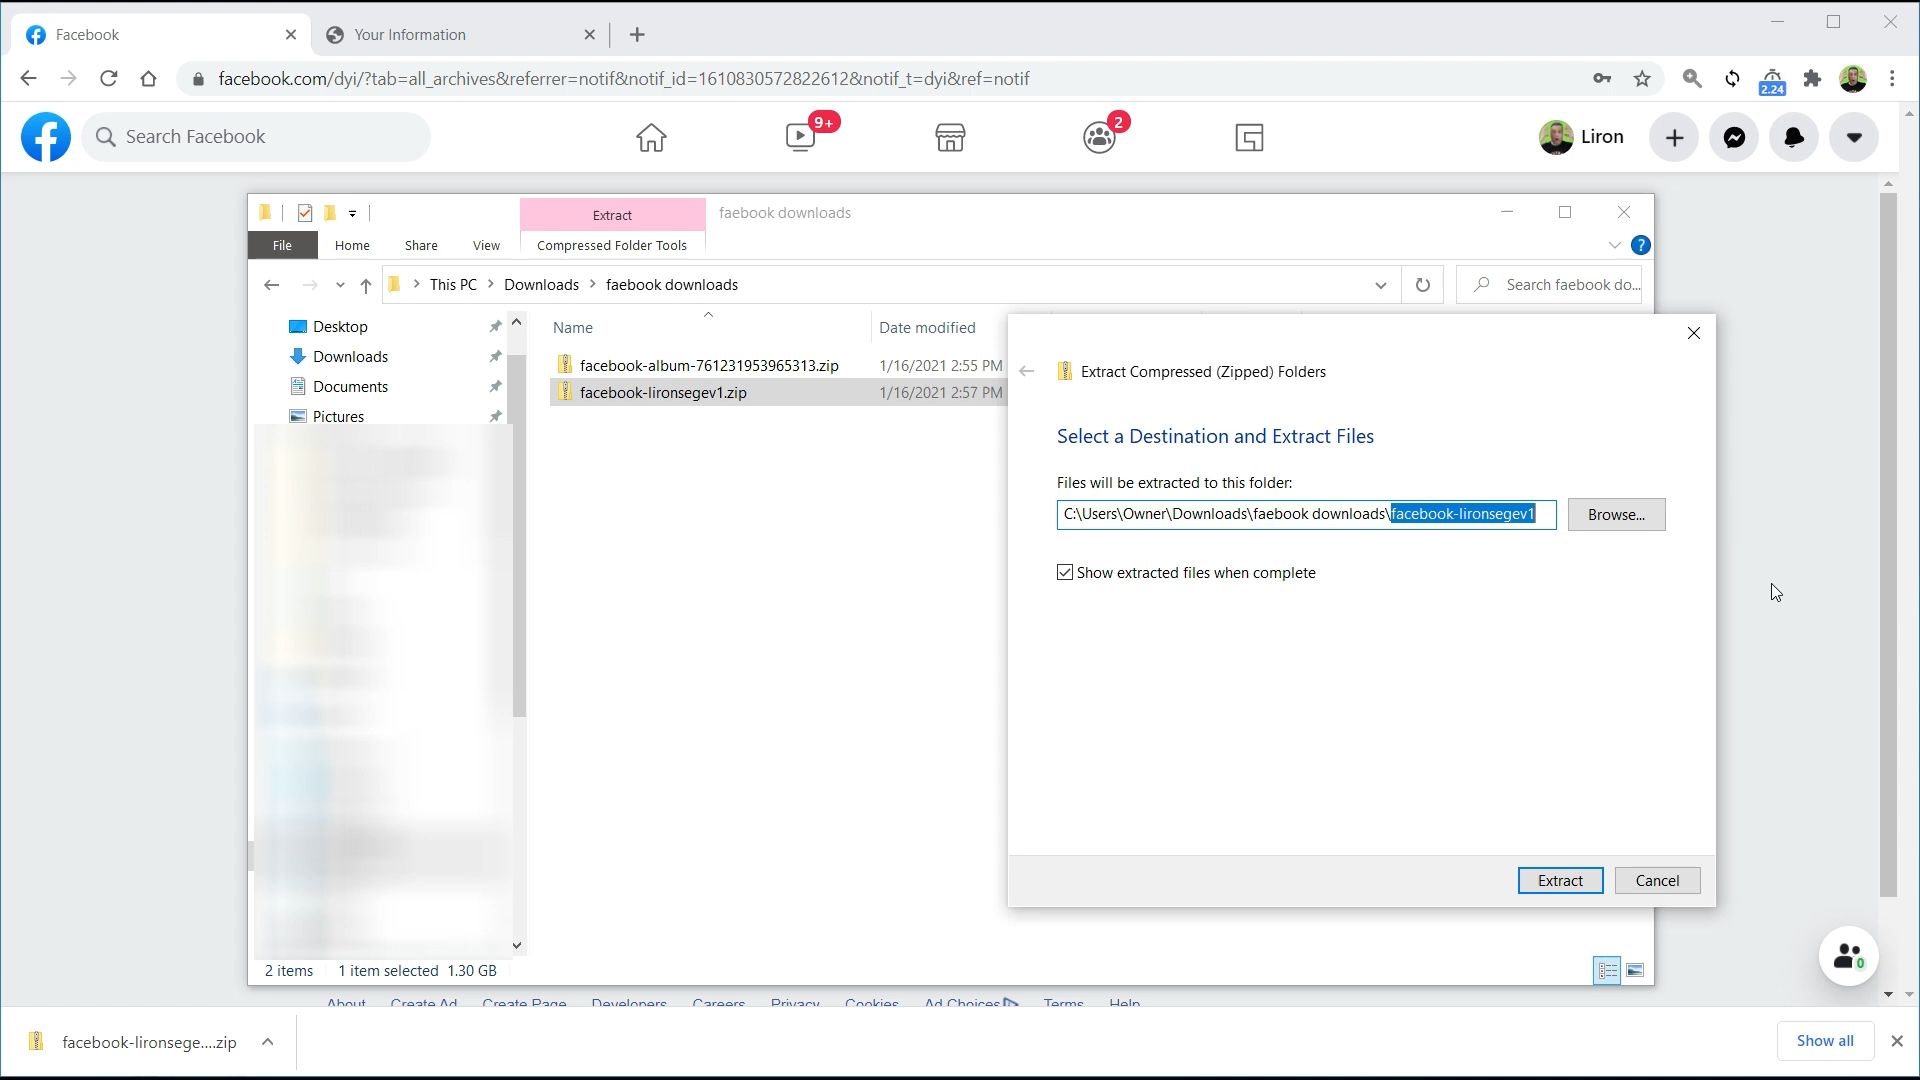 Facebook
Your Information
facebook.com/dyi/?tab=all_archives&referrer=notif&notif_id=1610830572822612&notif_t=dyi&ref=notif
2.24
Search Facebook
9+
2
Liron
Extract
faebook downloads
File
Home
Share
View
Compressed Folder Tools
?
This PC
Downloads
faebook downloads
Search faebook do...
Desktop
Downloads
Documents
Pictures
Name
Date modified
facebook-album-761231953965313.zip
1/16/2021 2:55 PM
facebook-lironsegev1.zip
1/16/2021 2:57 PM
Extract Compressed (Zipped) Folders
Select a Destination and Extract Files
Files will be extracted to this folder:
C:\Users\Owner\Downloads\faebook downloads\facebook-lironsegev1
Browse...
Show extracted files when complete
Extract
Cancel
0
2 items
1 item selected 1.30 GB
About
Create Ad
Create Page
Developers
Careers
Privacy
Cookies
Ad Choices
Terms
Help
facebook-lironsege....zip
Show all